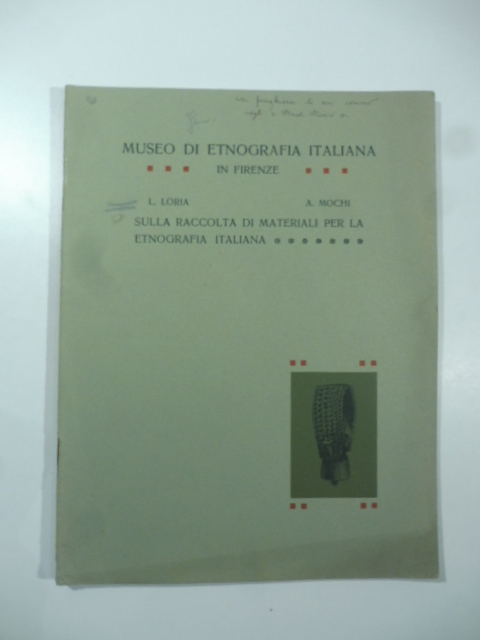 MUSEO DI ETNOGRAFIA ITALIANA
IN FIRENZE
L. LORIA A. MOCHI
SULLA RACCOLTA DI MATERIALI PER LA
ETNOGRAFIA ITALIANA